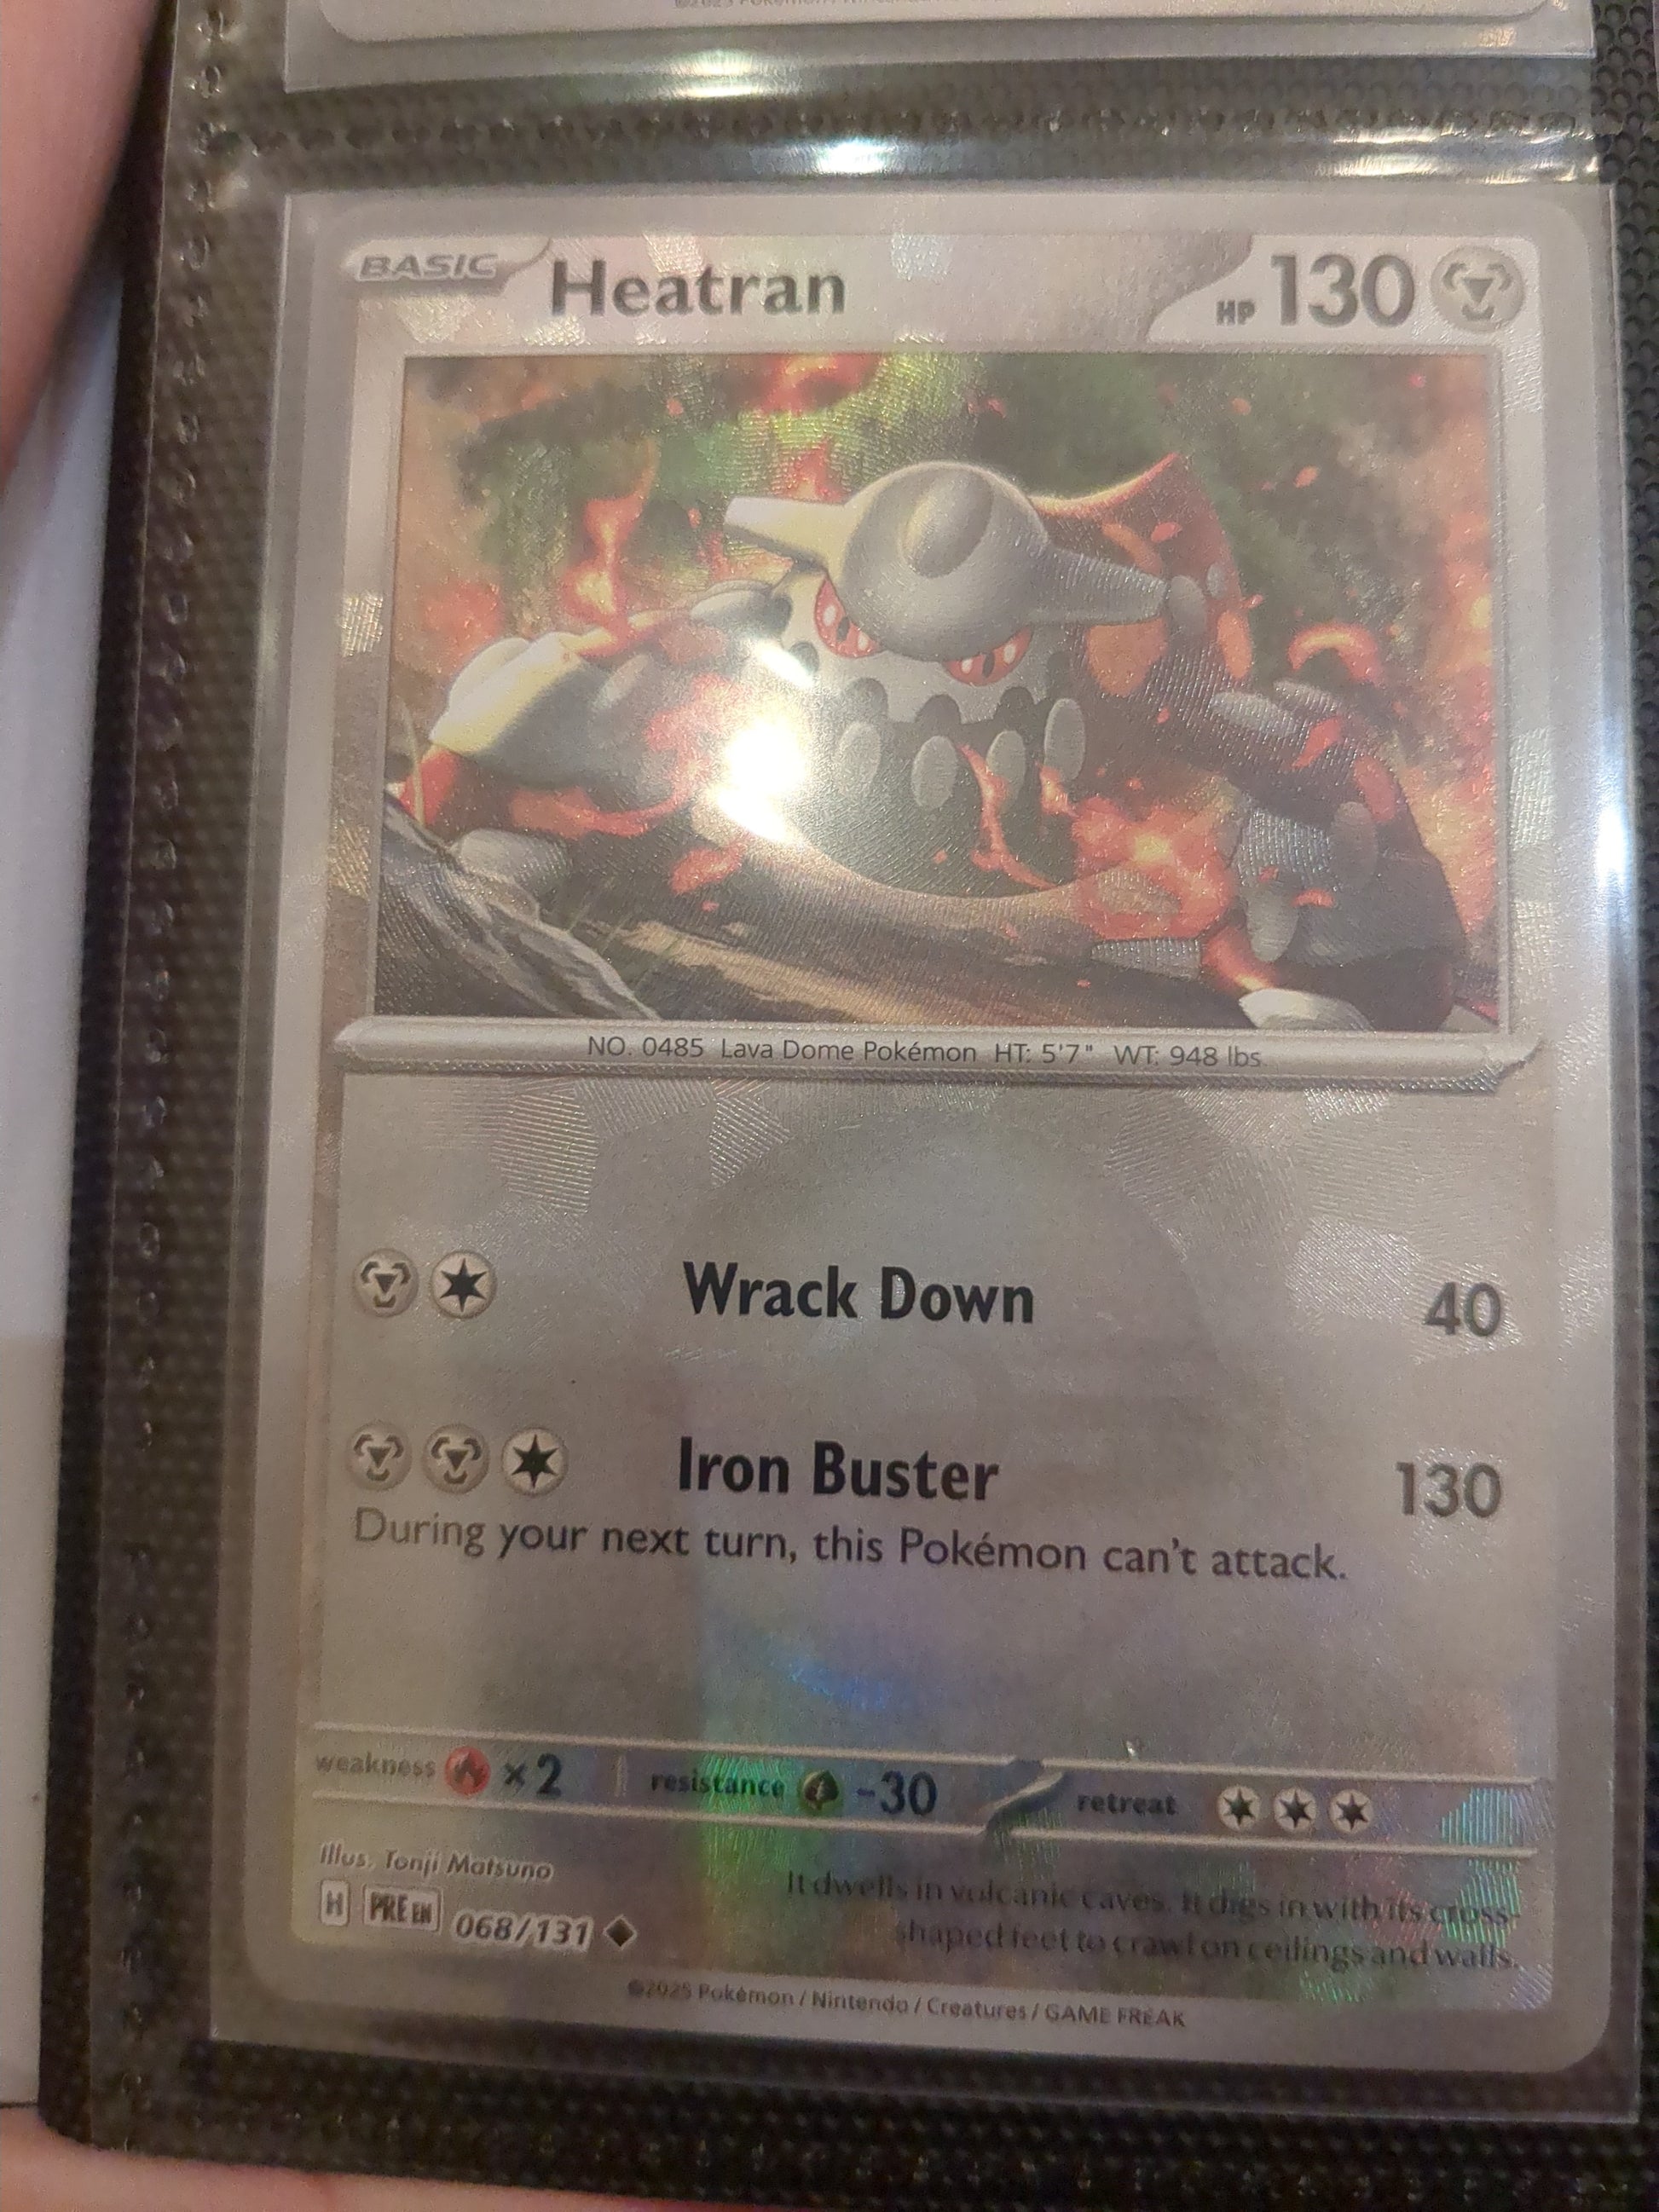 BASIC Heatran HP 130
NO. 0485 Lava Dome Pokémon HT: 5'7" WT: 948 lbs.
Wrack Down 40
Iron Buster 130
During your next turn, this Pokémon can't attack.
weakness ×2 resistance -30 retreat
Illus. Tonji Matsuno
It dwells in volcanic caves. It digs in with its cross-
H PRE EN 068/131
shaped feet to crawl on ceilings and walls.
©2025 Pokémon / Nintendo / Creatures / GAME FREAK